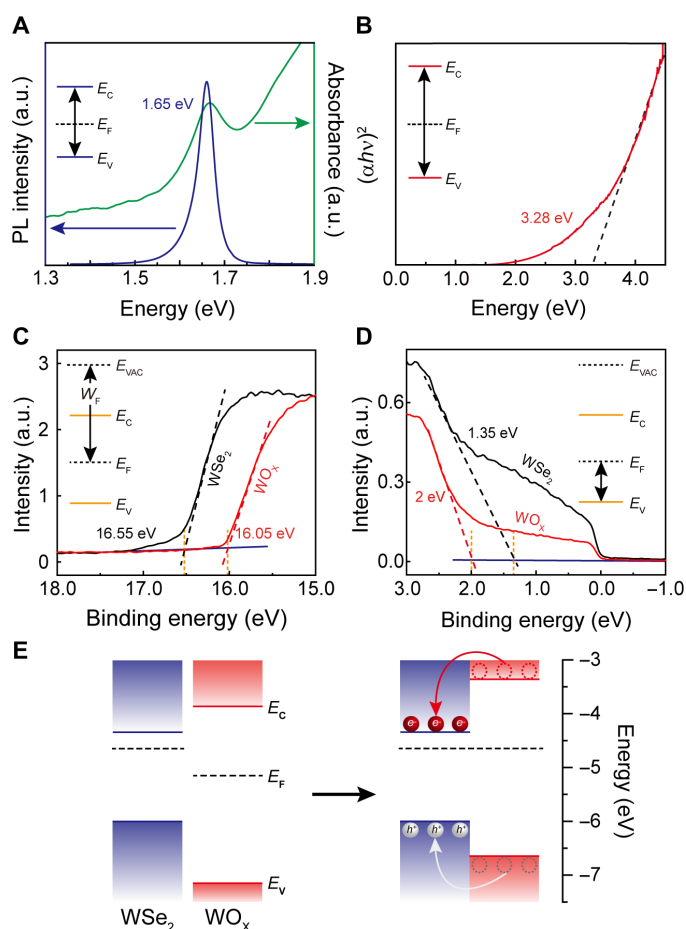 A
PL intensity (a.u.)
Absorbance (a.u.)
E_C
E_F
E_V
1.65 eV
1.3 1.5 1.7 1.9
Energy (eV)
B
(αhν)²
E_C
E_F
E_V
3.28 eV
0.0 1.0 2.0 3.0 4.0
Energy (eV)
C
Intensity (a.u.)
3
2
1
0
E_VAC
W_F
E_C
E_F
E_V
WSe₂
WO_X
16.55 eV
16.05 eV
18.0 17.0 16.0 15.0
Binding energy (eV)
D
Intensity (a.u.)
0.6
0.3
0.0
E_VAC
E_C
E_F
E_V
1.35 eV
WSe₂
2 eV
WO_X
3.0 2.0 1.0 0.0 −1.0
Binding energy (eV)
E
E_C
E_F
E_V
WSe₂ WO_X
e- e- e-
h+ h+ h+
−3
−4
−5
−6
−7
Energy (eV)